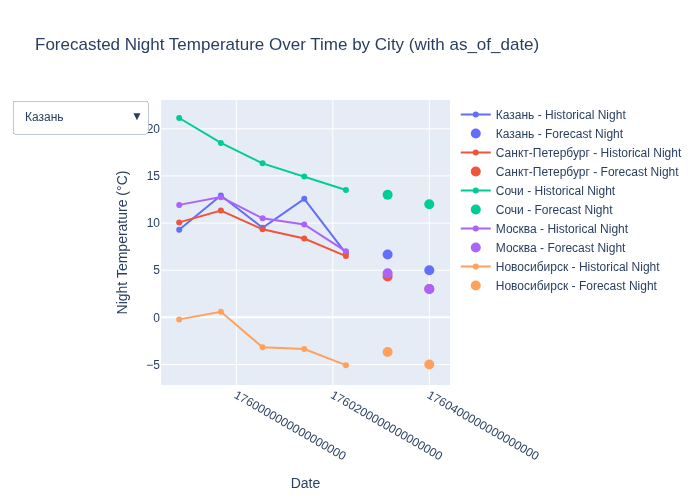 Forecasted Night Temperature Over Time by City (with as_of_date)
Казань ▼
20
15
10
5
0
−5
Night Temperature (°C)
1760000000000000000
1760200000000000000
1760400000000000000
Date
Казань - Historical Night
Казань - Forecast Night
Санкт-Петербург - Historical Night
Санкт-Петербург - Forecast Night
Сочи - Historical Night
Сочи - Forecast Night
Москва - Historical Night
Москва - Forecast Night
Новосибирск - Historical Night
Новосибирск - Forecast Night